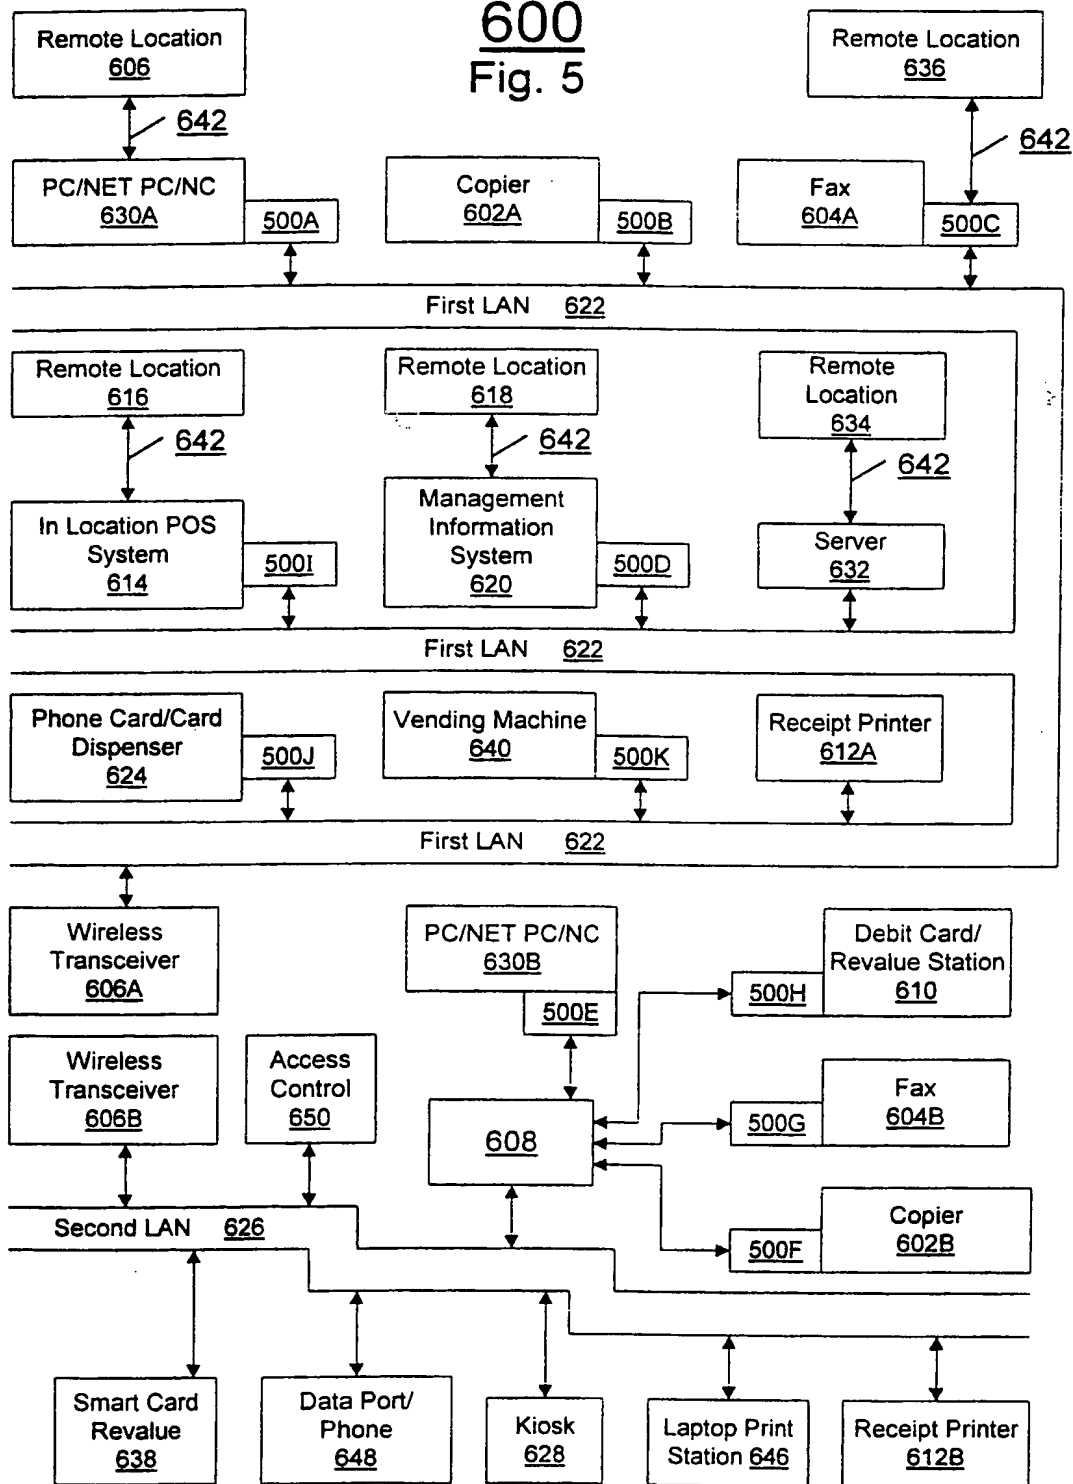 600
Fig. 5
Remote Location
606
Remote Location
636
642
642
PC/NET PC/NC
630A
500A
Copier
602A
500B
Fax
604A
500C
First LAN 622
Remote Location
616
Remote Location
618
Remote
Location
634
642
642
642
In Location POS
System
614
500I
Management
Information
System
620
500D
Server
632
First LAN 622
Phone Card/Card
Dispenser
624
500J
Vending Machine
640
500K
Receipt Printer
612A
First LAN 622
Wireless
Transceiver
606A
PC/NET PC/NC
630B
500E
Debit Card/
Revalue Station
610
500H
Wireless
Transceiver
606B
Access
Control
650
608
Fax
604B
500G
Copier
602B
500F
Second LAN 626
Smart Card
Revalue
638
Data Port/
Phone
648
Kiosk
628
Laptop Print
Station 646
Receipt Printer
612B